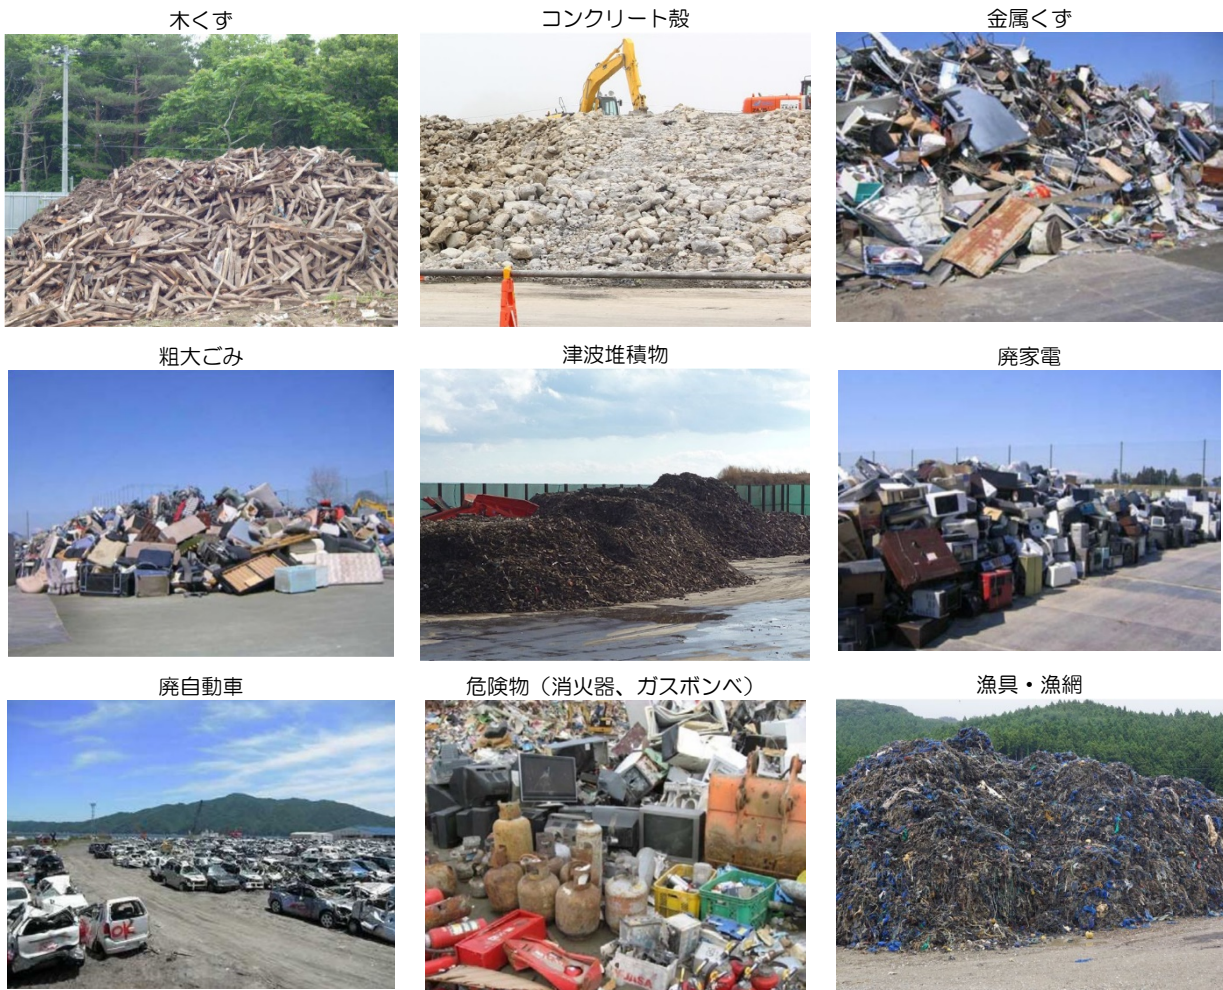 木くず
コンクリート殻
金属くず
粗大ごみ
津波堆積物
廃家電
廃自動車
危険物（消火器、ガスボンベ）
漁具・漁網
OK